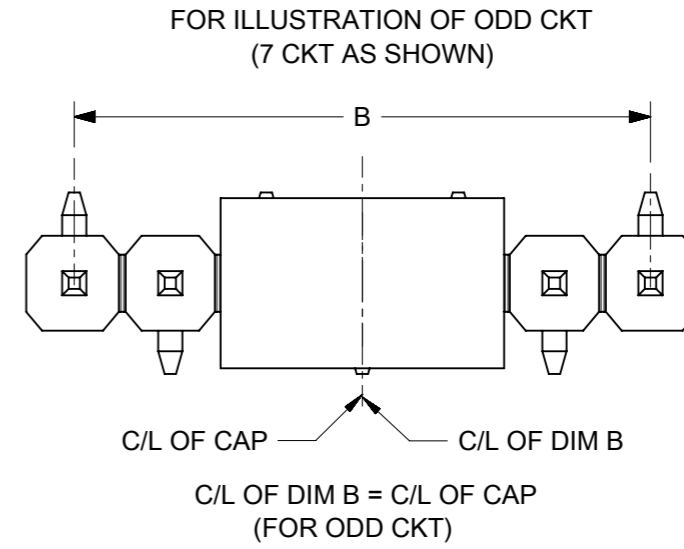 FOR ILLUSTRATION OF ODD CKT
(7 CKT AS SHOWN)
B
C/L OF CAP
C/L OF DIM B
C/L OF DIM B = C/L OF CAP
(FOR ODD CKT)